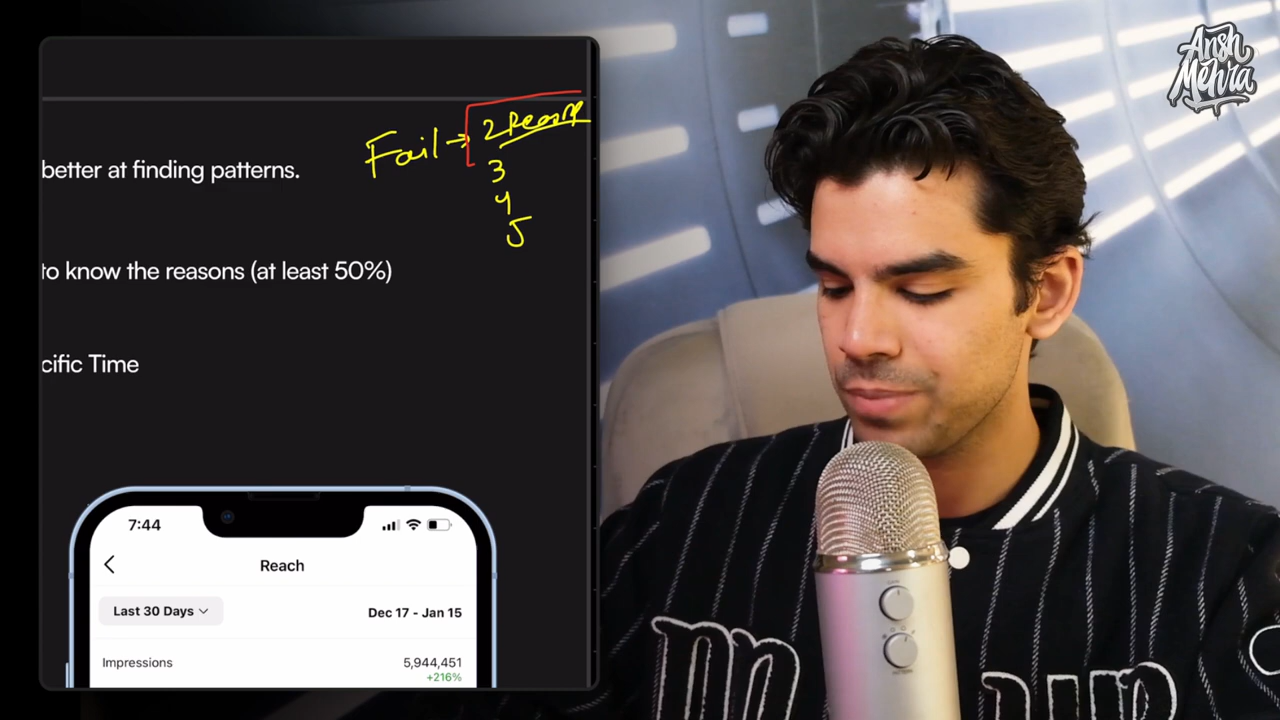 better at finding patterns.
Fail → 2 Reason
3
4
5
to know the reasons (at least 50%)
cific Time
7:44
Reach
Last 30 Days
Dec 17 - Jan 15
Impressions
5,944,451
+216%
Ansh
Mehra